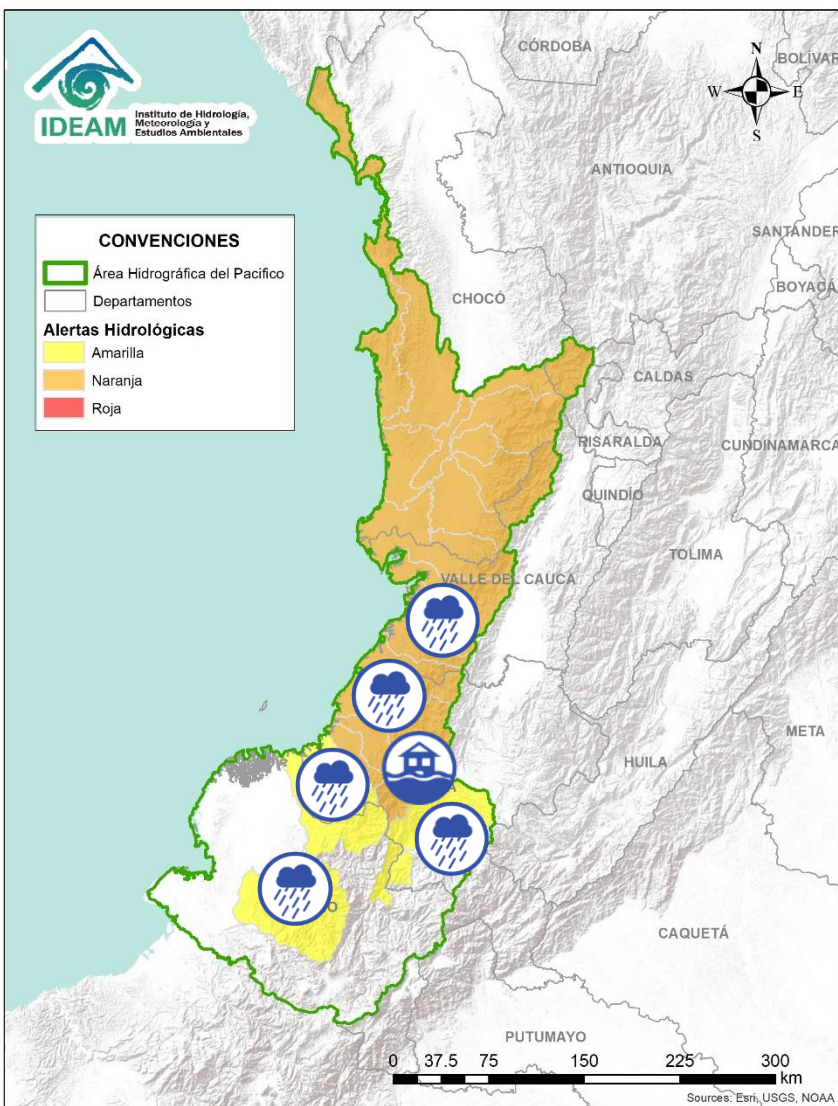 IDEAM
Instituto de Hidrología,
Meteorología y
Estudios Ambientales
CÓRDOBA
BOLÍVAR
N
W
E
S
ANTIOQUIA
SANTANDER
BOYACÁ
CONVENCIONES
Área Hidrográfica del Pacifico
Departamentos
Alertas Hidrológicas
Amarilla
Naranja
Roja
CHOCÓ
CALDAS
RISARALDA
CUNDINAMARCA
QUINDÍO
TOLIMA
VALLE DEL CAUCA
META
HUILA
CAQUETÁ
PUTUMAYO
0 37.5 75 150 225 300
km
Sources: Esri, USGS, NOAA